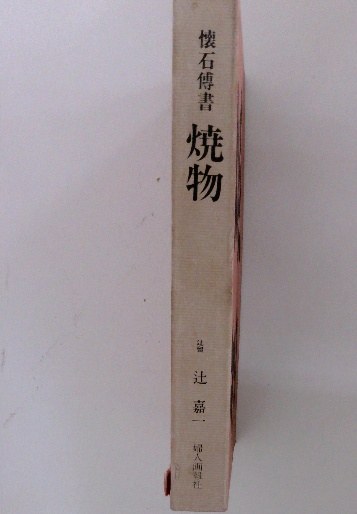 懐石傳書
焼物
辻 嘉一
婦人画報社